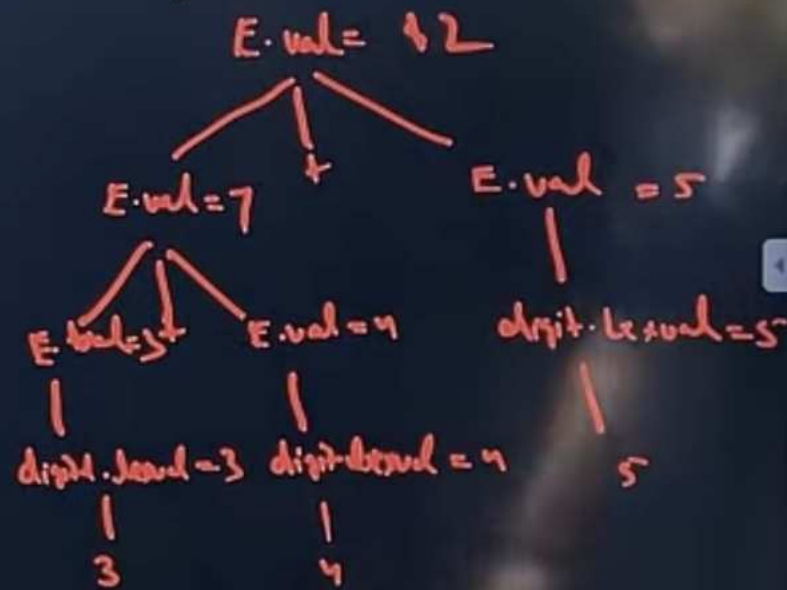 E.val= 12
+
E.val=7 E.val = 5
E.val=3 + E.val=4 digit.lexval=5
digit.lexval=3 digit.lexval=4 5
3 4